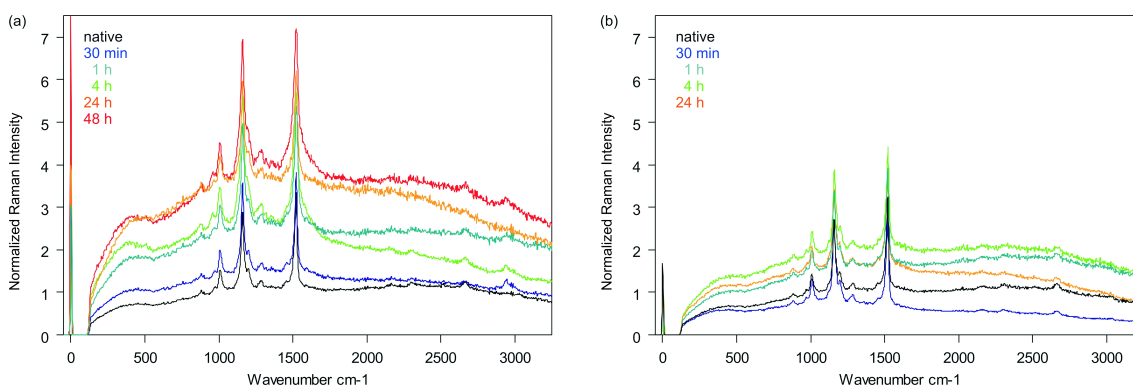 (a)
native
30 min
1 h
4 h
24 h
48 h
Normalized Raman Intensity
7
6
5
4
3
2
1
0
0 500 1000 1500 2000 2500 3000
Wavenumber cm-1
(b)
native
30 min
1 h
4 h
24 h
Normalized Raman Intensity
7
6
5
4
3
2
1
0
0 500 1000 1500 2000 2500 3000
Wavenumber cm-1